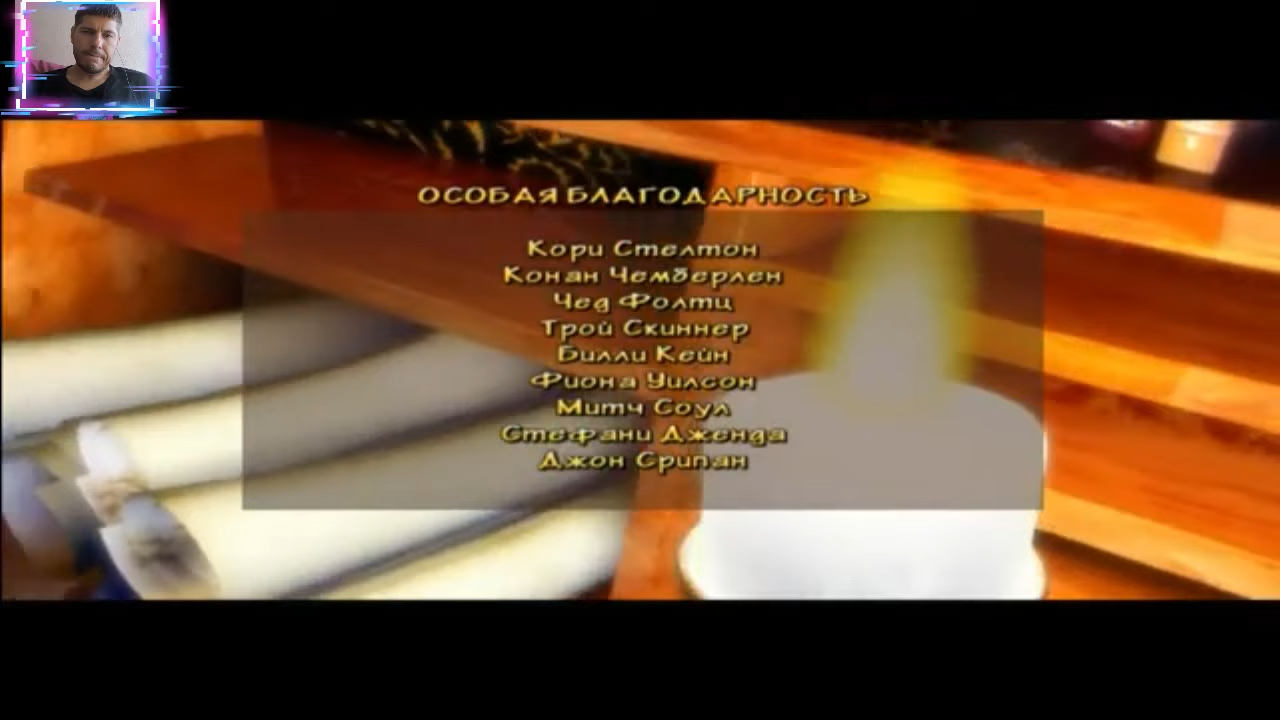 ОСОБАЯ БЛАГОДАРНОСТЬ
Кори Стелтон
Конан Чемберлен
Чед Фолтц
Трой Скиннер
Билли Кейн
Фиона Уилсон
Митч Соул
Стефани Дженда
Джон Срипан